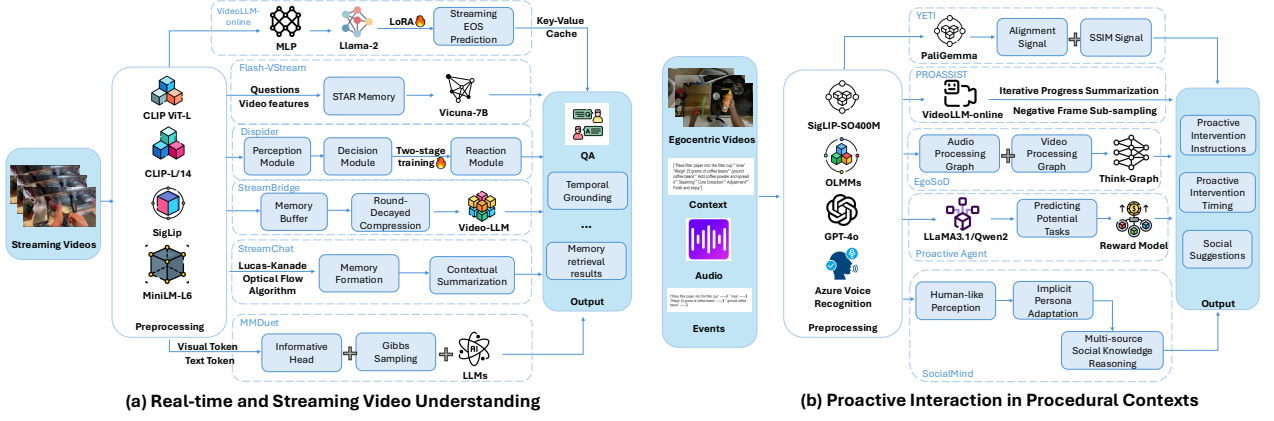 Streaming Videos
CLIP ViT-L
CLIP-L/14
SigLip
MiniLM-L6
Preprocessing
VideoLLM-
online
MLP
Llama-2
LoRA
Streaming
EOS
Prediction
Key-Value
Cache
Flash-VStream
Questions
Video features
STAR Memory
Vicuna-7B
Dispider
Perception
Module
Decision
Module
Two-stage
training
Reaction
Module
StreamBridge
Memory
Buffer
Round-
Decayed
Compression
Video-LLM
StreamChat
Lucas-Kanade
Optical Flow
Algorithm
Memory
Formation
Contextual
Summarization
MMDuet
Visual Token
Text Token
Informative
Head
Gibbs
Sampling
AI
LLMs
QA
Temporal
Grounding
...
Memory
retrieval
results
Output
(a) Real-time and Streaming Video Understanding
Egocentric Videos
Context
Audio
Events
SigLIP-SO400M
OLMMs
GPT-4o
Azure Voice
Recognition
Preprocessing
YETI
PaliGemma
Alignment
Signal
SSIM Signal
PROASSIST
VideoLLM-online
Iterative Progress Summarization
Negative Frame Sub-sampling
Audio
Processing
Graph
Video
Processing
Graph
Think-Graph
EgoSoD
LLaMA3.1/Qwen2
Predicting
Potential
Tasks
Reward Model
Proactive Agent
Human-like
Perception
Implicit
Persona
Adaptation
Multi-source
Social Knowledge
Reasoning
SocialMind
Proactive
Intervention
Instructions
Proactive
Intervention
Timing
Social
Suggestions
Output
(b) Proactive Interaction in Procedural Contexts